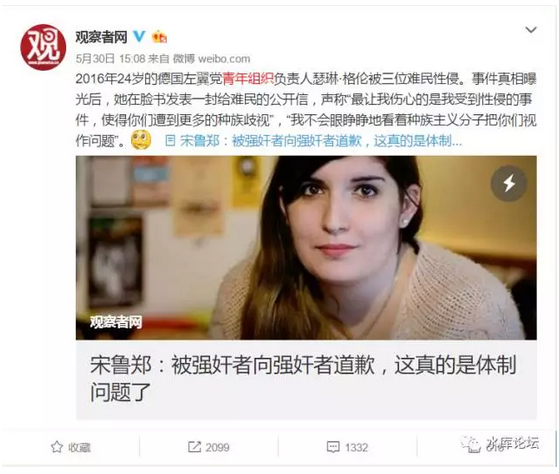 观察者网
5月30日 15:08 来自 微博 weibo.com
2016年24岁的德国左翼党青年组织负责人瑟琳·格伦被三位难民性侵。事件真相曝
光后，她在脸书发表一封给难民的公开信，声称“最让我伤心的是我受到性侵的事
件，使得你们遭到更多的种族歧视”，“我不会眼睁睁地看着种族主义分子把你们视
作问题”。 宋鲁郑：被强奸者向强奸者道歉，这真的是体制...
观察者网
宋鲁郑：被强奸者向强奸者道歉，这真的是体制
问题了
收藏 2099 1332
水库论坛